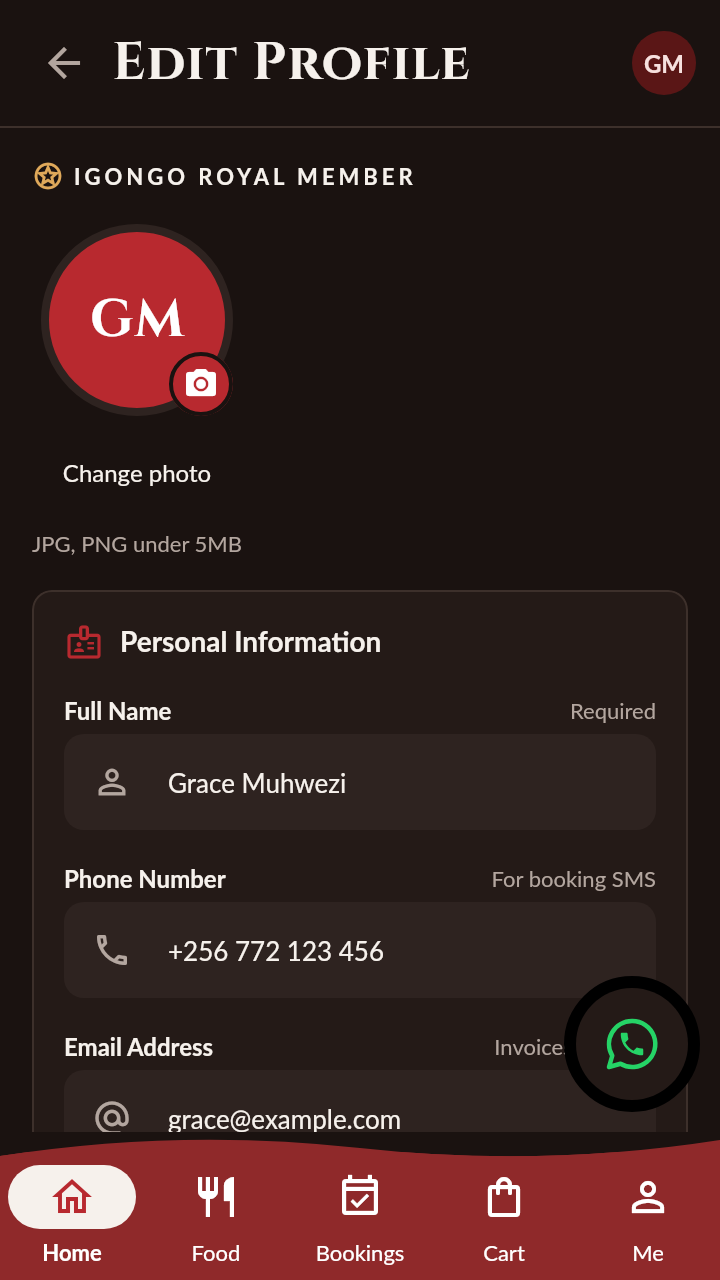 EDIT PROFILE
GM
IGONGO ROYAL MEMBER
GM
Change photo
JPG, PNG under 5MB
Personal Information
Full Name Required
Grace Muhwezi
Phone Number For booking SMS
+256 772 123 456
Email Address Invoice
grace@example.com
Home Food Bookings Cart Me